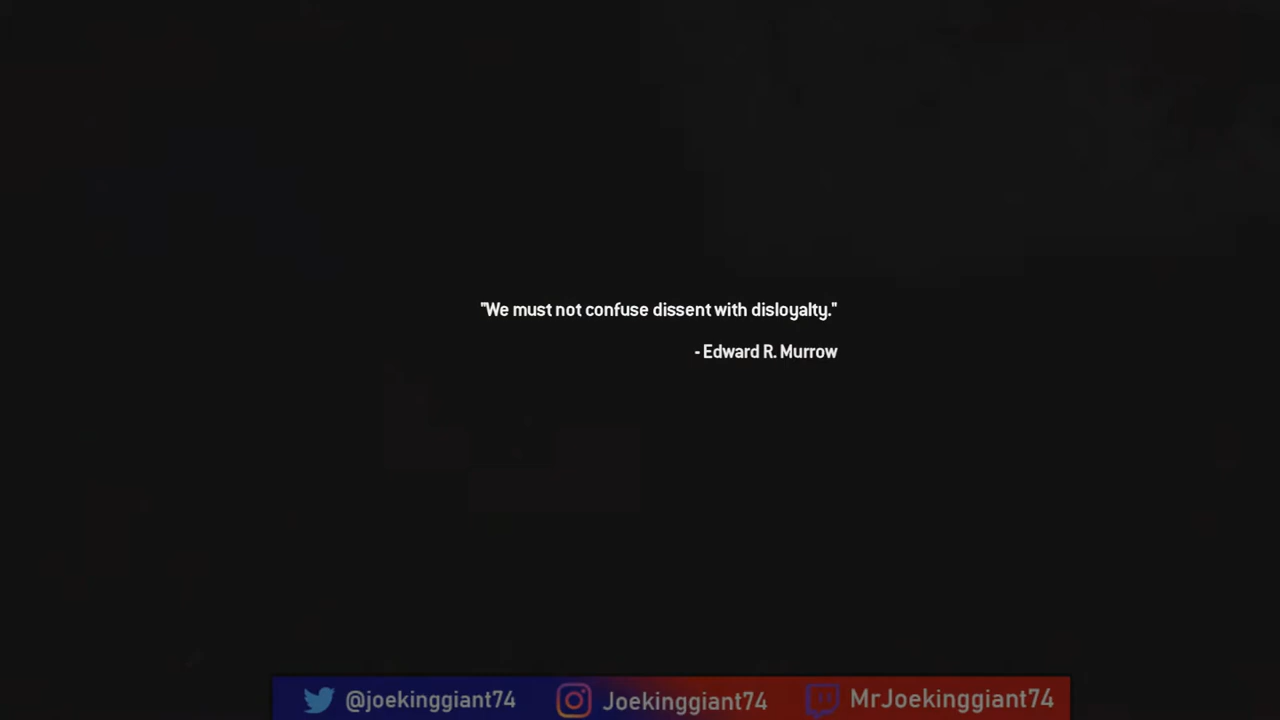 "We must not confuse dissent with disloyalty."
- Edward R. Murrow
@joekinggiant74 Joekinggiant74 MrJoekinggiant74